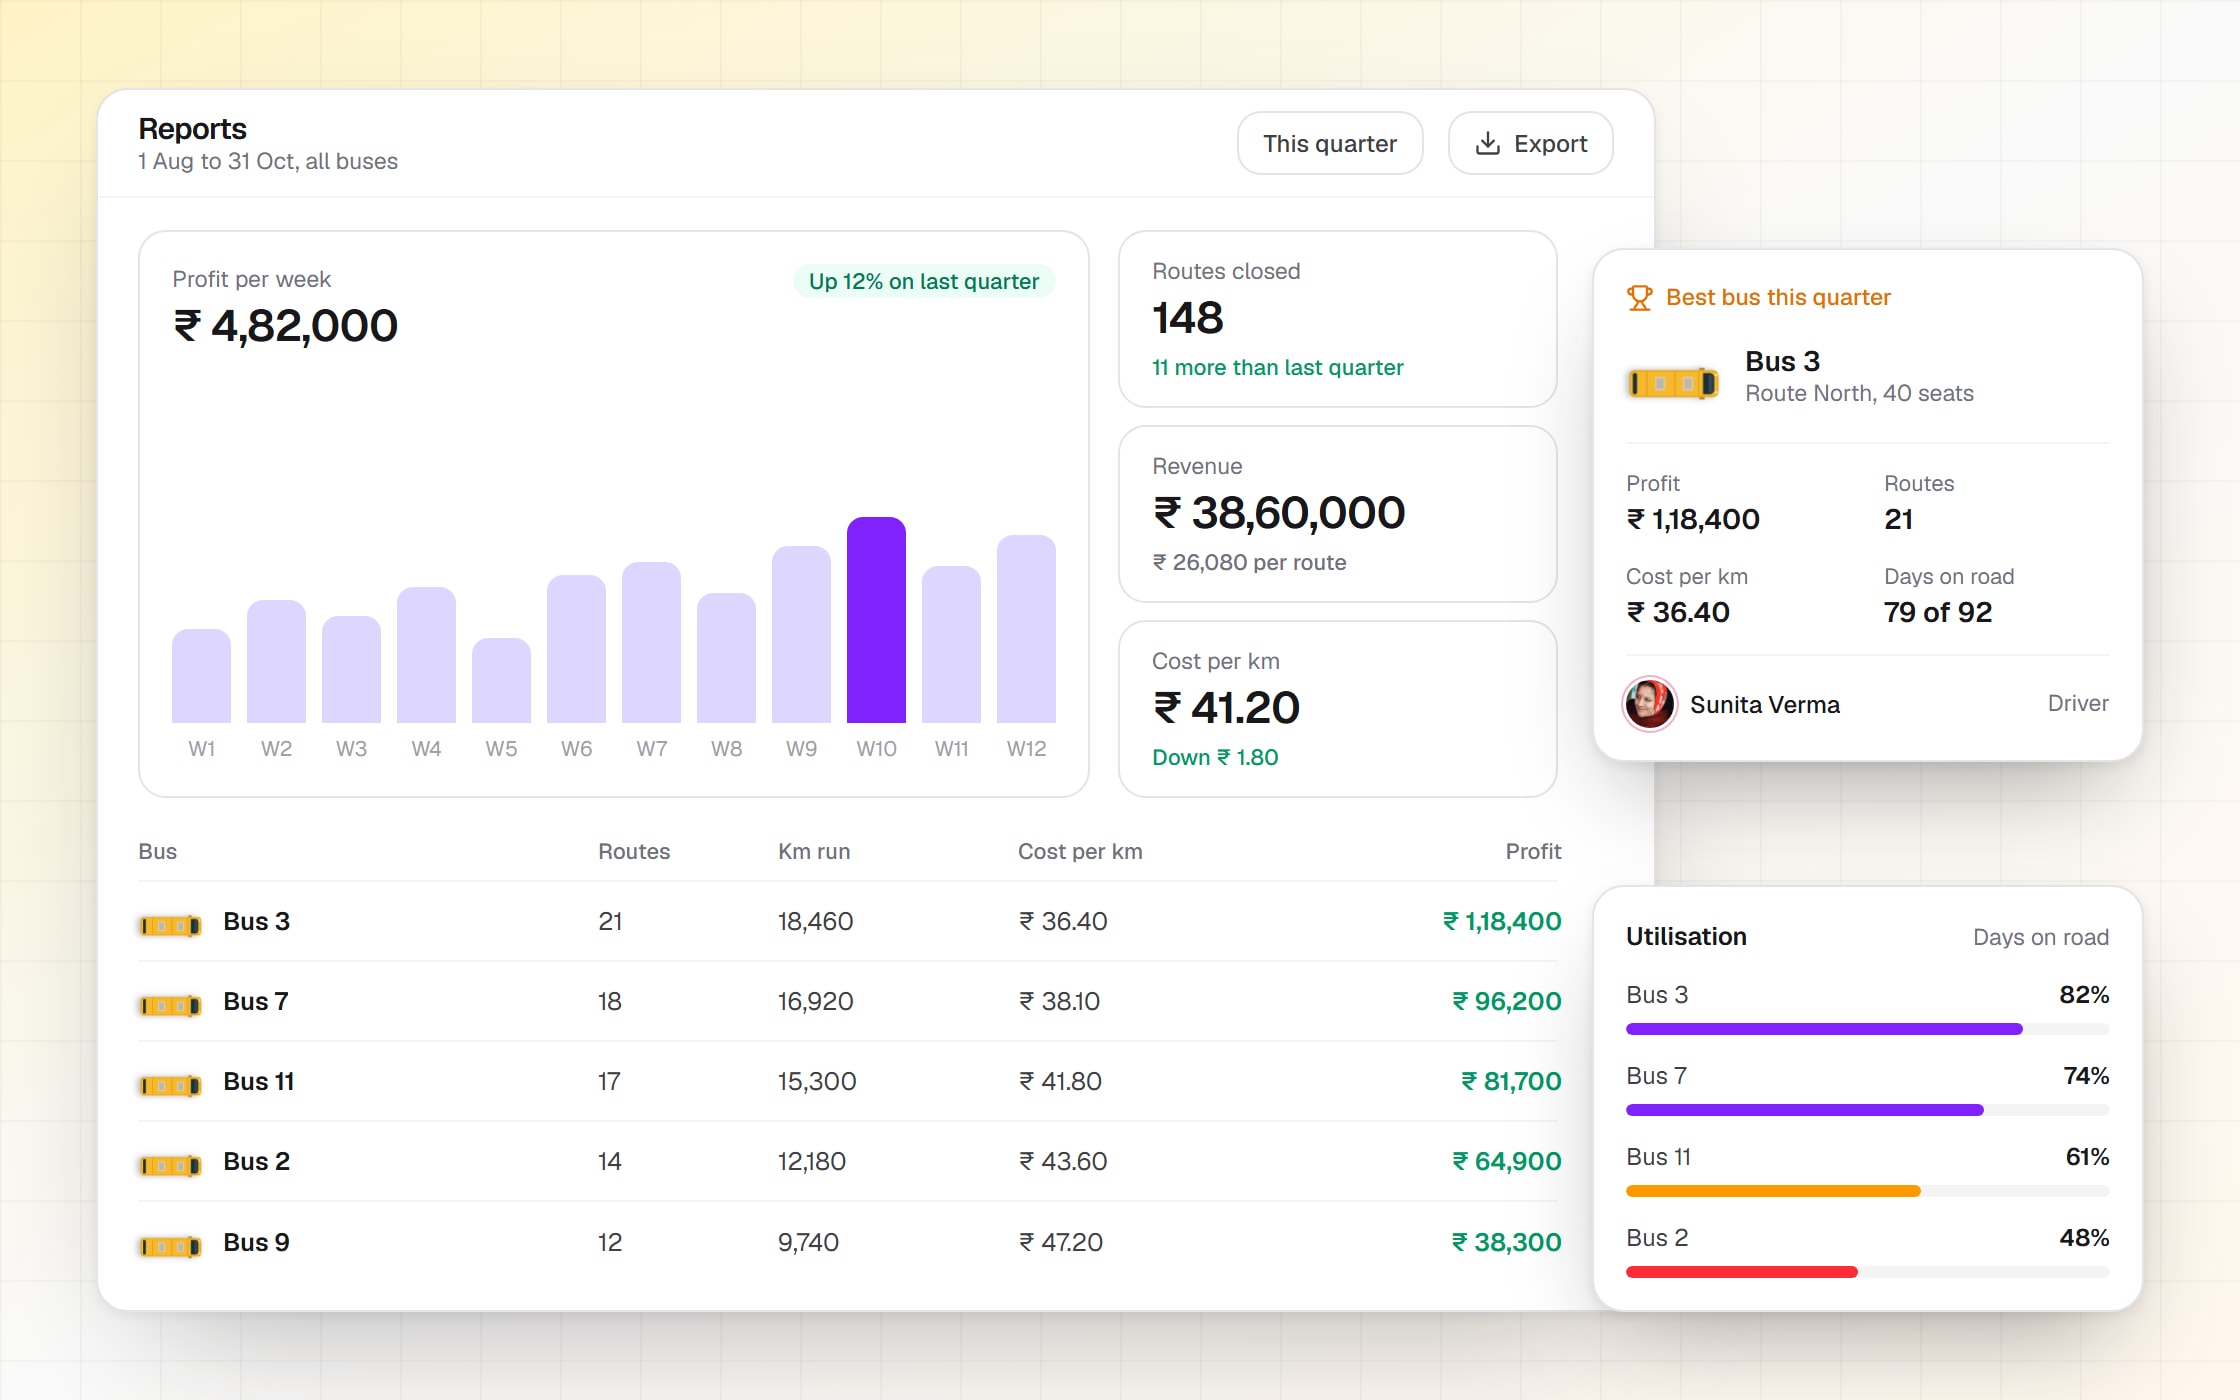 Reports
1 Aug to 31 Oct, all buses
This quarter
Export
Profit per week
₹ 4,82,000
Up 12% on last quarter
W1 W2 W3 W4 W5 W6 W7 W8 W9 W10 W11 W12
Routes closed
148
11 more than last quarter
Revenue
₹ 38,60,000
₹ 26,080 per route
Cost per km
₹ 41.20
Down ₹ 1.80
Bus Routes Km run Cost per km Profit
Bus 3 21 18,460 ₹ 36.40 ₹ 1,18,400
Bus 7 18 16,920 ₹ 38.10 ₹ 96,200
Bus 11 17 15,300 ₹ 41.80 ₹ 81,700
Bus 2 14 12,180 ₹ 43.60 ₹ 64,900
Bus 9 12 9,740 ₹ 47.20 ₹ 38,300
Best bus this quarter
Bus 3
Route North, 40 seats
Profit Routes
₹ 1,18,400 21
Cost per km Days on road
₹ 36.40 79 of 92
Sunita Verma Driver
Utilisation Days on road
Bus 3 82%
Bus 7 74%
Bus 11 61%
Bus 2 48%